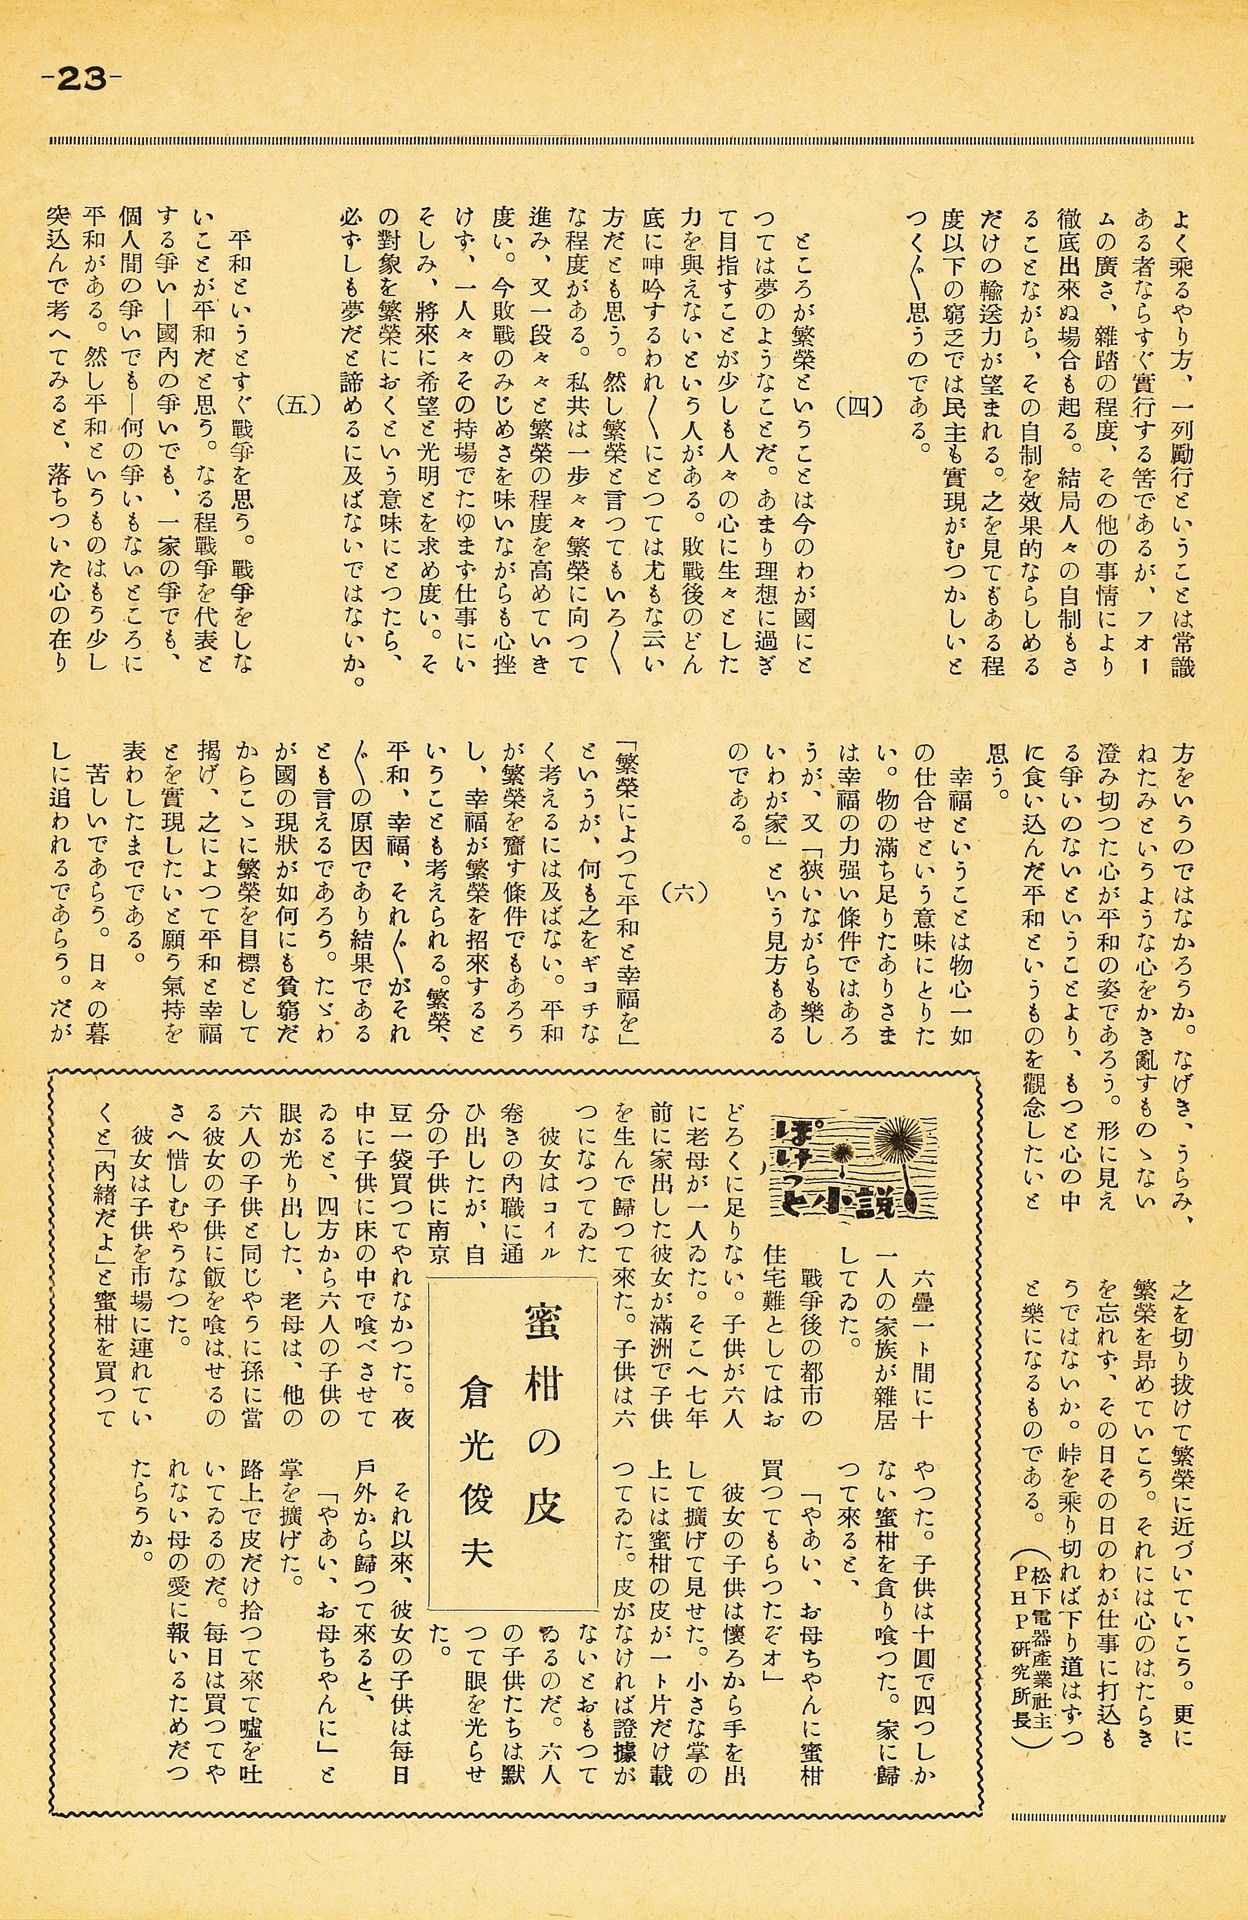 -23-
よく乘るやり方、一列勵行ということは常識
ある者ならすぐ實行する筈であるが、フオー
ムの廣さ、雜踏の程度、その他の事情により
徹底出來ぬ場合も起る。結局人々の自制もさ
ることながら、その自制を效果的ならしめる
だけの輸送力が望まれる。之を見てもある程
度以下の窮乏では民主も實現がむつかしいと
つく〴〵思うのである。
(四)
ところが繁榮ということは今のわが國にと
つては夢のようなことだ。あまり理想に過ぎ
て目指すことが少しも人々の心に生々とした
力を與えないという人がある。敗戰後のどん
底に呻吟するわれ〳〵にとつては尤もな云い
方だとも思う。然し繁榮と言つてもいろ〳〵
な程度がある。私共は一歩々々繁榮に向つて
進み、又一段々々と繁榮の程度を高めていき
度い。今敗戰のみじめさを味いながらも心挫
けず、一人々々その持場でたゆまず仕事にい
そしみ、將來に希望と光明とを求め度い。そ
の對象を繁榮におくという意味にとつたら、
必ずしも夢だと諦めるに及ばないではないか。
(五)
平和というとすぐ戰爭を思う。戰爭をしな
いことが平和だと思う。なる程戰爭を代表と
する爭い―國內の爭いでも、一家の爭でも、
個人間の爭いでも―何の爭いもないところに
平和がある。然し平和というものはもう少し
突込んで考へてみると、落ちついた心の在り
方をいうのではなかろうか。なげき、うらみ、
ねたみというような心をかき亂すものゝない
澄み切つた心が平和の姿であろう。形に見え
る爭いのないということより、もつと心の中
に食い込んだ平和というものを觀念したいと
思う。
幸福ということは物心一如
の仕合せという意味にとりた
い。物の滿ち足りたありさま
は幸福の力强い條件ではあろ
うが、又「狹いながらも樂し
いわが家」という見方もある
のである。
(六)
「繁榮によつて平和と幸福を」
というが、何も之をギコチな
く考えるには及ばない。平和
が繁榮を齎す條件でもあろう
し、幸福が繁榮を招來すると
いうことも考えられる。繁榮、
平和、幸福、それ〴〵がそれ
〴〵の原因であり結果である
とも言えるであろう。たゞわ
が國の現狀が如何にも貧窮だ
からこゝに繁榮を目標として
揭げ、之によつて平和と幸福
とを實現したいと願う氣持を
表わしたまでである。
苦しいであらう。日々の暮
しに追われるであらう。だが
之を切り拔けて繁榮に近づいていこう。更に
繁榮を昂めていこう。それには心のはたらき
を忘れず、その日その日のわが仕事に打込も
うではないか。峠を乘り切れば下り道はずつ
と樂になるものである。
(松下電器產業社主
PHP硏究所長)
ぽけっと小説
蜜柑の皮
倉光俊夫
六疊一ト間に十
一人の家族が雜居
してゐた。
戰爭後の都市の
住宅難としてはお
どろくに足りない。子供が六人
に老母が一人ゐた。そこへ七年
前に家出した彼女が滿洲で子供
を生んで歸つて來た。子供は六
つになつてゐた
彼女はコイル
卷きの內職に通
ひ出したが、自
分の子供に南京
豆一袋買つてやれなかつた。夜
中に子供に床の中で喰べさせて
ゐると、四方から六人の子供の
眼が光り出した、老母は、他の
六人の子供と同じやうに孫に當
る彼女の子供に飯を喰はせるの
さへ惜しむやうなつた。
彼女は子供を市場に連れてい
くと「內緖だよ」と蜜柑を買つて
やつた。子供は十圓で四つしか
ない蜜柑を貪り喰つた。家に歸
つて來ると、
「やあい、お母ちやんに蜜柑
買つてもらつたぞオ」
彼女の子供は懷ろから手を出
して擴げて見せた。小さな掌の
上には蜜柑の皮が一ト片だけ載
つてゐた。皮がなければ證據が
ないとおもつて
ゐるのだ。六人
の子供たちは默
つて眼を光らせ
た。
それ以來、彼女の子供は每日
戶外から歸つて來ると、
「やあい、お母ちやんに」と
掌を擴げた。
路上で皮だけ拾つて來て噓を吐
いてゐるのだ。每日は買つてや
れない母の愛に報いるためだつ
たらうか。